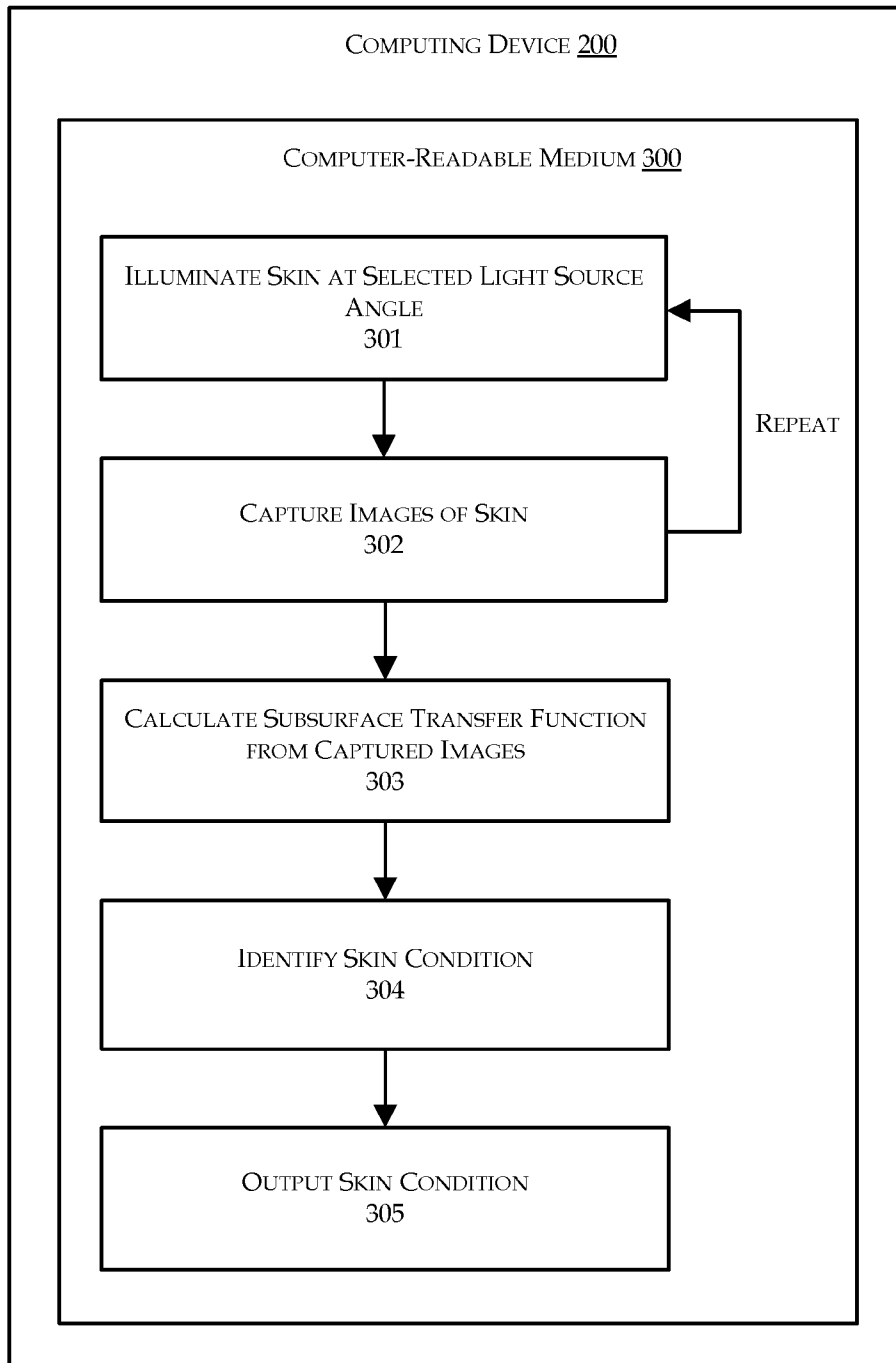 COMPUTING DEVICE 200
COMPUTER-READABLE MEDIUM 300
ILLUMINATE SKIN AT SELECTED LIGHT SOURCE
ANGLE
301
REPEAT
CAPTURE IMAGES OF SKIN
302
CALCULATE SUBSURFACE TRANSFER FUNCTION
FROM CAPTURED IMAGES
303
IDENTIFY SKIN CONDITION
304
OUTPUT SKIN CONDITION
305